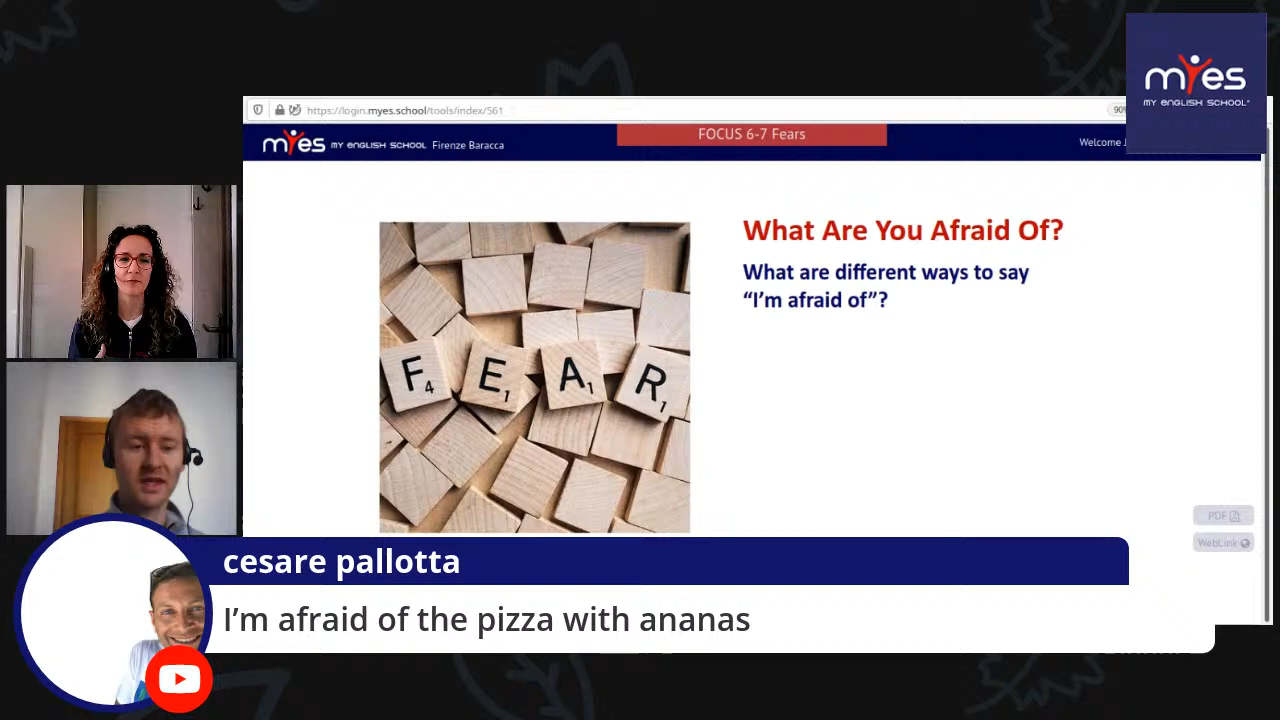 myes
MY ENGLISH SCHOOL®
https://login.myes.school/tools/index/561
90%
myes MY ENGLISH SCHOOL Firenze Baracca
FOCUS 6-7 Fears
Welcome J
What Are You Afraid Of?
What are different ways to say
“I’m afraid of”?
F4 E1 A1 R1
PDF
WebLink
cesare pallotta
I’m afraid of the pizza with ananas